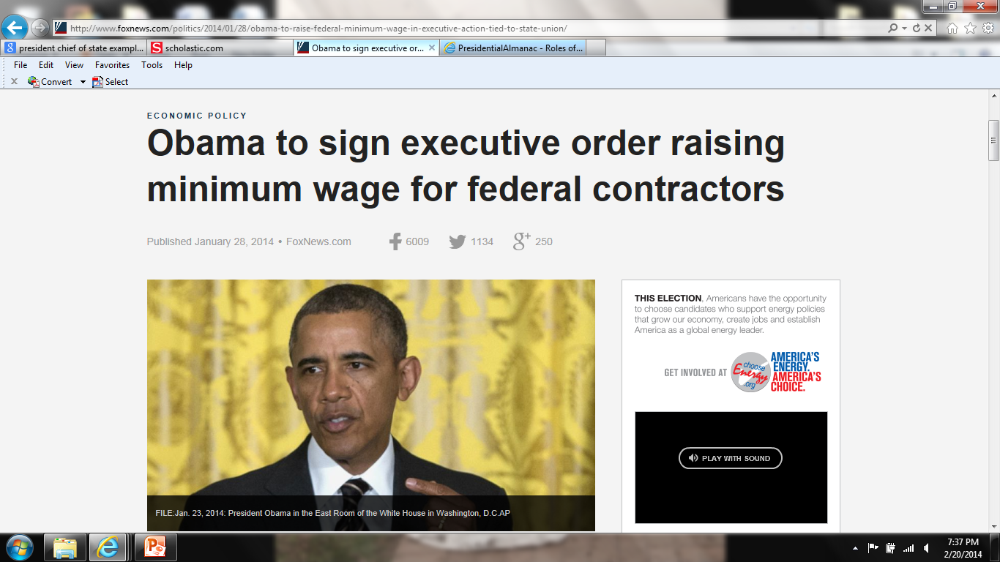 http://www.foxnews.com/politics/2014/01/28/obama-to-raise-federal-minimum-wage-in-executive-action-tied-to-state-union/
president chief of state exampl...
scholastic.com
Obama to sign executive or...
PresidentialAlmanac - Roles of...
File Edit View Favorites Tools Help
Convert Select
ECONOMIC POLICY
Obama to sign executive order raising
minimum wage for federal contractors
Published January 28, 2014 • FoxNews.com 6009 1134 250
THIS ELECTION, Americans have the opportunity
to choose candidates who support energy policies
that grow our economy, create jobs and establish
America as a global energy leader.
GET INVOLVED AT
choose
Energy
.org
AMERICA'S
ENERGY.
AMERICA'S
CHOICE.
PLAY WITH SOUND
FILE:Jan. 23, 2014: President Obama in the East Room of the White House in Washington, D.C.AP
7:37 PM
2/20/2014